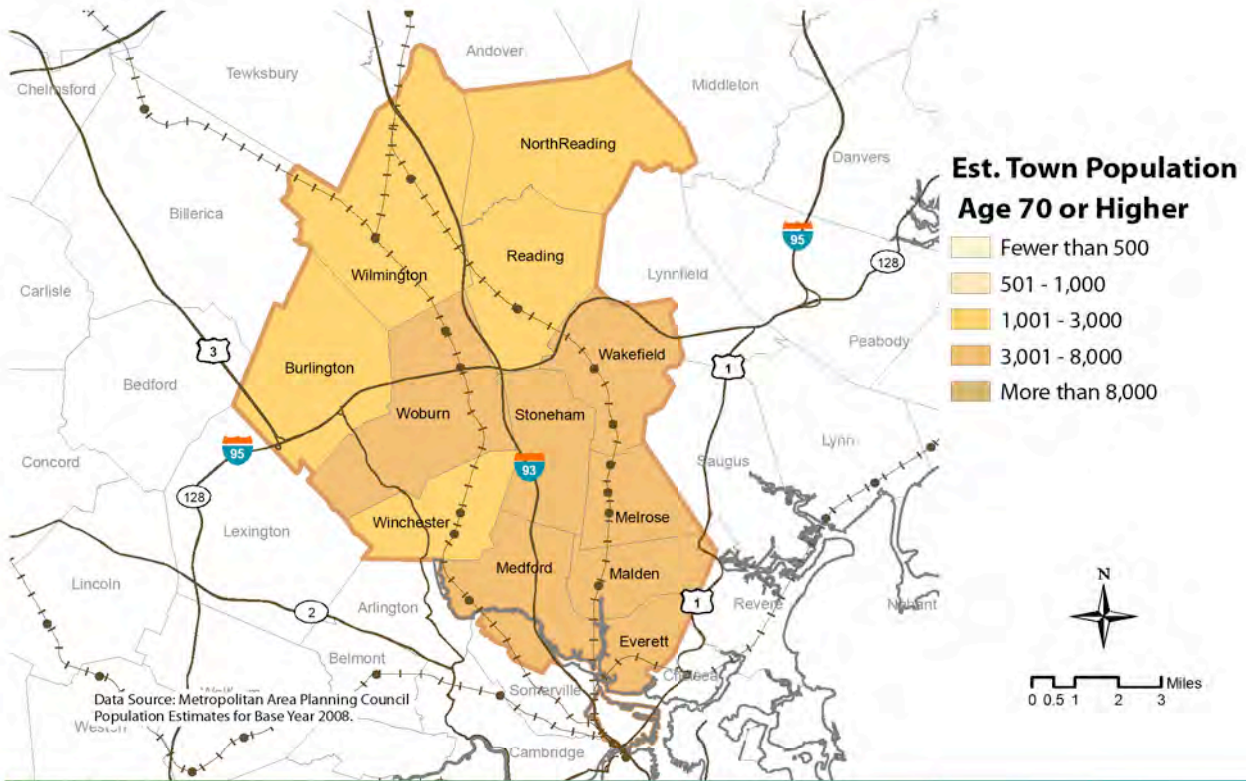 Andover
Tewksbury
Middleton
Chelmsford
NorthReading
Danvers
Est. Town Population
Age 70 or Higher
Fewer than 500
501 - 1,000
1,001 - 3,000
3,001 - 8,000
More than 8,000
Billerica
95
128
Reading
Lynnfield
Wilmington
Carlisle
3
Wakefield
Peabody
Burlington
1
Bedford
Woburn
Stoneham
Lynn
95
93
Saugus
Concord
128
Winchester
Melrose
Lexington
Medford
Malden
N
Lincoln
2
Arlington
1
Revere
Nahant
Everett
Belmont
Chelsea
Somerville
0 0.5 1 2 3 Miles
Data Source: Metropolitan Area Planning Council
Population Estimates for Base Year 2008.
Weston
Cambridge